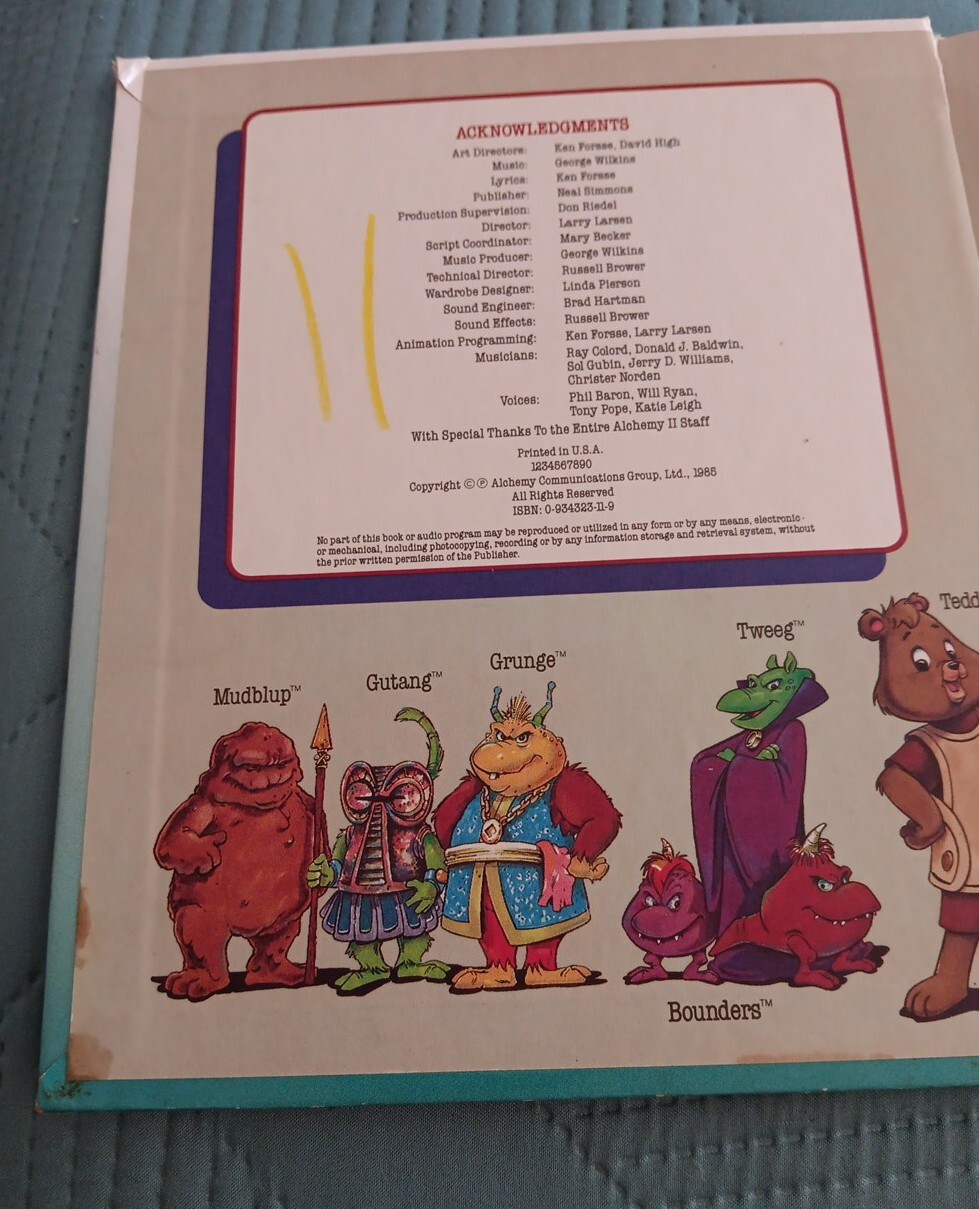 ACKNOWLEDGMENTS
Art Directors: Ken Forsse, David High
Music: George Wilkins
Lyrics: Ken Forsse
Publisher: Neal Simmons
Production Supervision: Don Riedel
Director: Larry Larsen
Script Coordinator: Mary Becker
Music Producer: George Wilkins
Technical Director: Russell Brower
Wardrobe Designer: Linda Pierson
Sound Engineer: Brad Hartman
Sound Effects: Russell Brower
Animation Programming: Ken Forsse, Larry Larsen
Musicians: Ray Colord, Donald J. Baldwin,
Sol Gubin, Jerry D. Williams,
Christer Norden
Voices: Phil Baron, Will Ryan,
Tony Pope, Katie Leigh
With Special Thanks To the Entire Alchemy II Staff
Printed in U.S.A.
1234567890
Copyright ©℗ Alchemy Communications Group, Ltd., 1985
All Rights Reserved
ISBN: 0-934323-11-9
No part of this book or audio program may be reproduced or utilized in any form or by any means, electronic
or mechanical, including photocopying, recording or by any information storage and retrieval system, without
the prior written permission of the Publisher.
Mudblup™
Gutang™
Grunge™
Tweeg™
Tedd
Bounders™